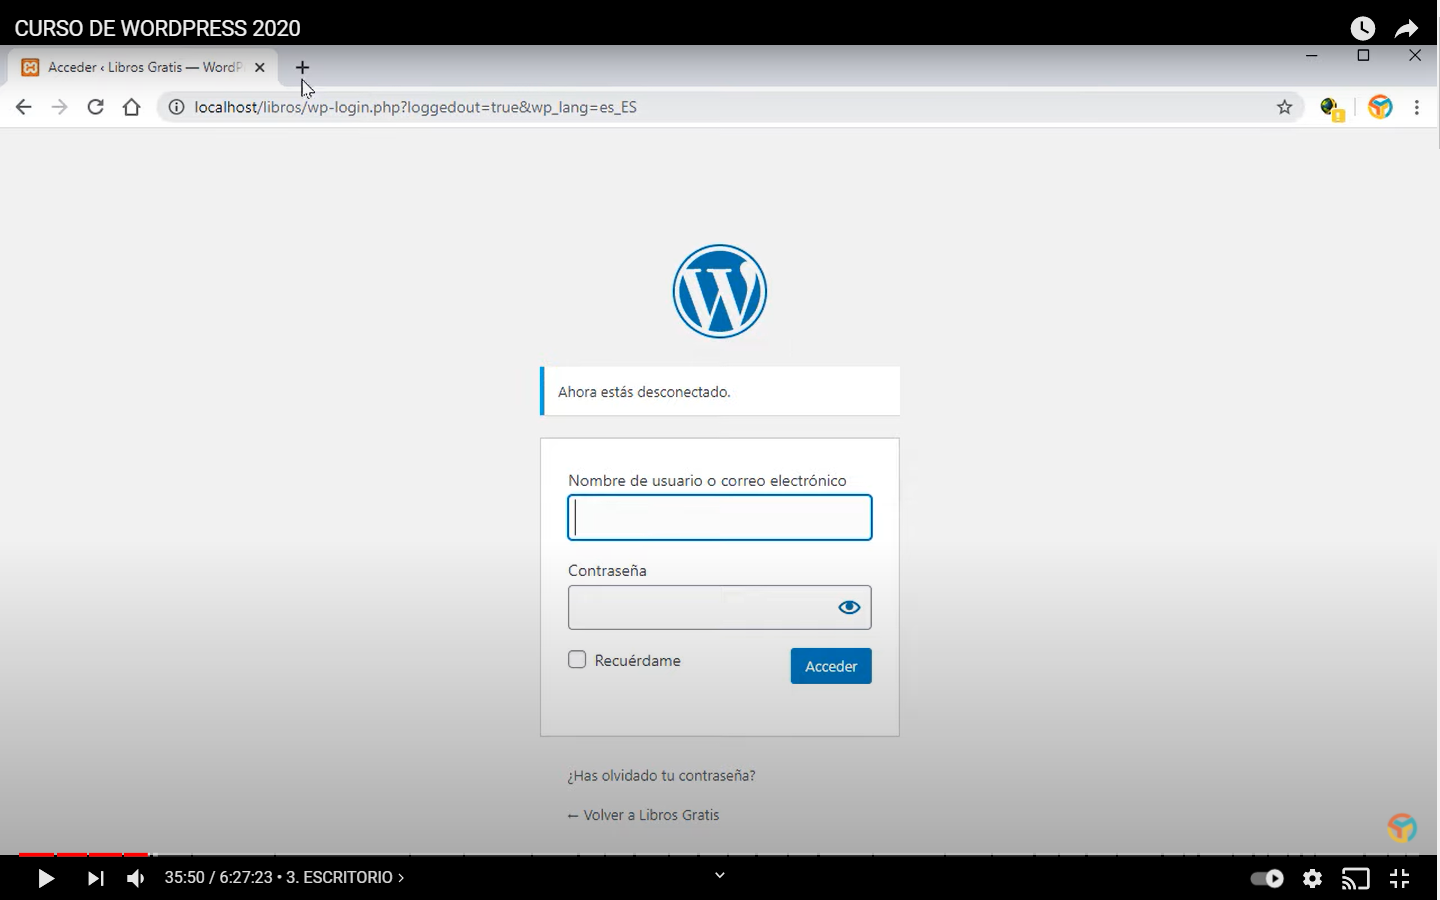 CURSO DE WORDPRESS 2020
Acceder ‹ Libros Gratis — WordP
localhost/libros/wp-login.php?loggedout=true&wp_lang=es_ES
Ahora estás desconectado.
Nombre de usuario o correo electrónico
Contraseña
Recuérdame
Acceder
¿Has olvidado tu contraseña?
← Volver a Libros Gratis
35:50 / 6:27:23 • 3. ESCRITORIO ›